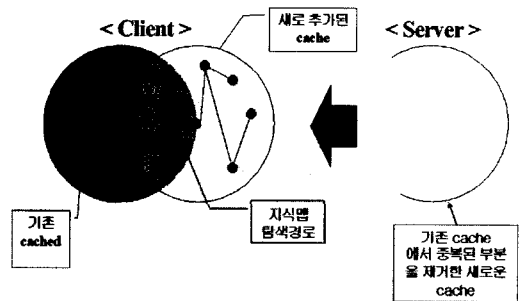 < Client >
새로 추가된
cache
< Server >
기존
cached
지식맵
탐색경로
기존 cache
에서 중복된 부분
을 제거한 새로운
cache